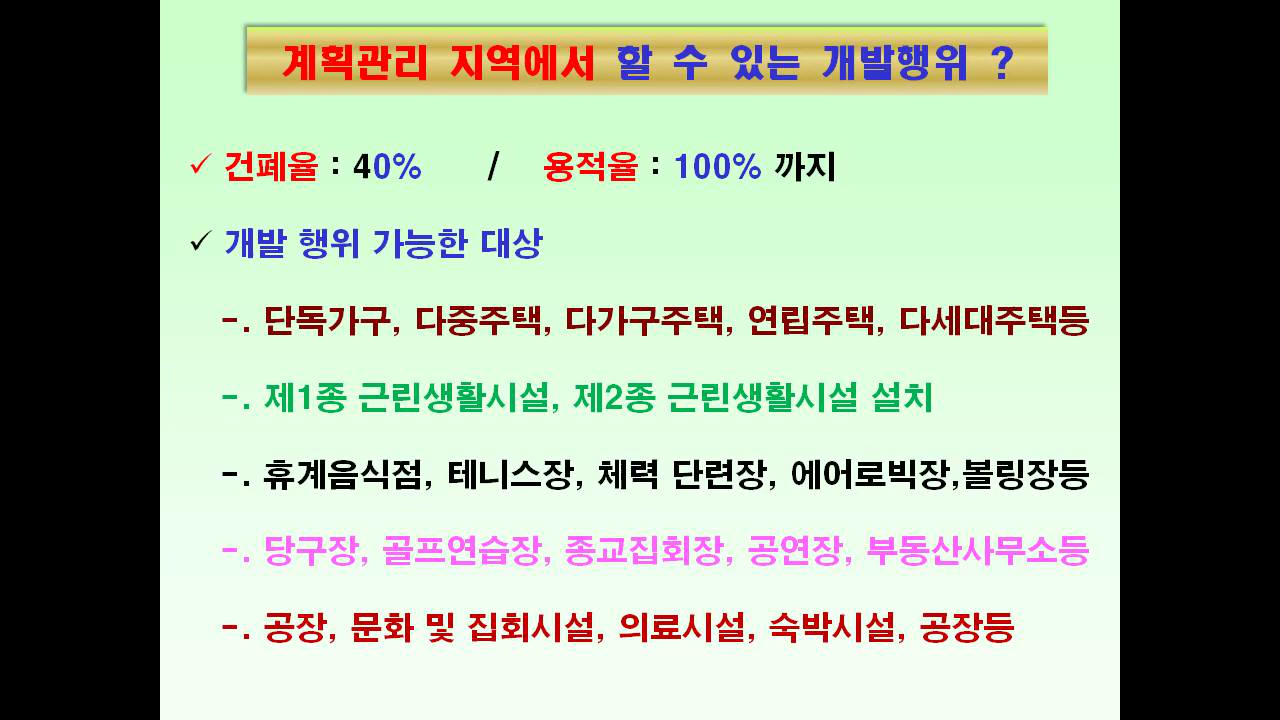 계획관리 지역에서 할 수 있는 개발행위 ?
✓ 건폐율 : 40% / 용적율 : 100% 까지
✓ 개발 행위 가능한 대상
-. 단독가구, 다중주택, 다가구주택, 연립주택, 다세대주택등
-. 제1종 근린생활시설, 제2종 근린생활시설 설치
-. 휴계음식점, 테니스장, 체력 단련장, 에어로빅장,볼링장등
-. 당구장, 골프연습장, 종교집회장, 공연장, 부동산사무소등
-. 공장, 문화 및 집회시설, 의료시설, 숙박시설, 공장등